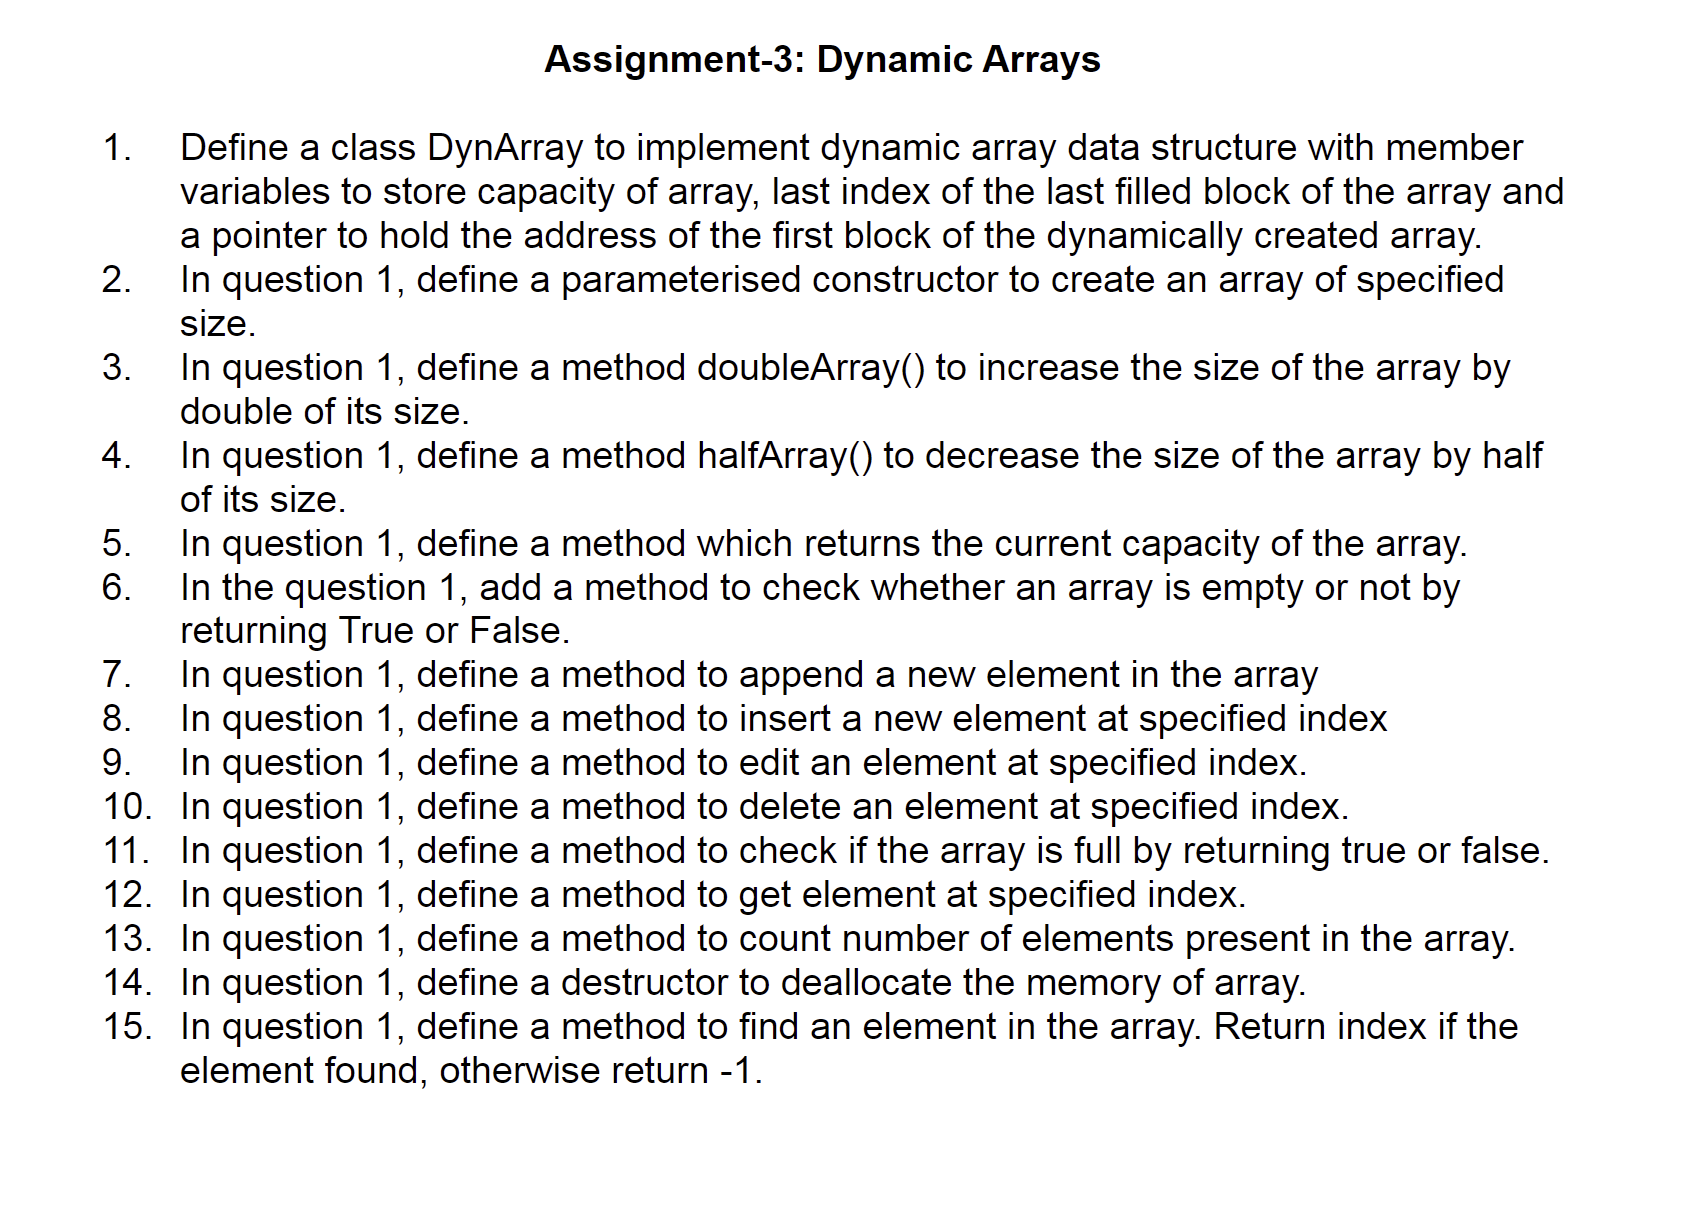 Assignment-3: Dynamic Arrays
1. Define a class DynArray to implement dynamic array data structure with member
variables to store capacity of array, last index of the last filled block of the array and
a pointer to hold the address of the first block of the dynamically created array.
2. In question 1, define a parameterised constructor to create an array of specified
size.
3. In question 1, define a method doubleArray() to increase the size of the array by
double of its size.
4. In question 1, define a method halfArray() to decrease the size of the array by half
of its size.
5. In question 1, define a method which returns the current capacity of the array.
6. In the question 1, add a method to check whether an array is empty or not by
returning True or False.
7. In question 1, define a method to append a new element in the array
8. In question 1, define a method to insert a new element at specified index
9. In question 1, define a method to edit an element at specified index.
10. In question 1, define a method to delete an element at specified index.
11. In question 1, define a method to check if the array is full by returning true or false.
12. In question 1, define a method to get element at specified index.
13. In question 1, define a method to count number of elements present in the array.
14. In question 1, define a destructor to deallocate the memory of array.
15. In question 1, define a method to find an element in the array. Return index if the
element found, otherwise return -1.